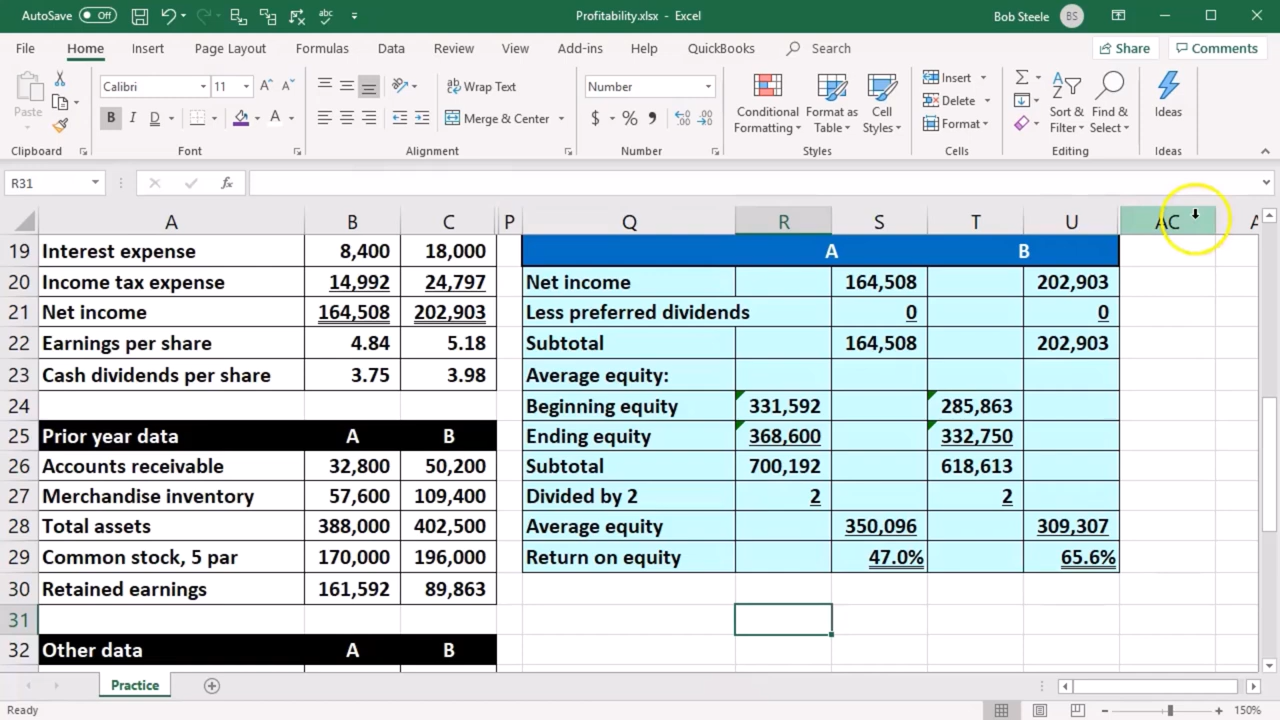 AutoSave Off Profitability.xlsx - Excel Bob Steele BS
File Home Insert Page Layout Formulas Data Review View Add-ins Help QuickBooks Search Share Comments
Calibri 11 Wrap Text Number Insert
Paste Merge & Center Conditional Formatting Format as Table Cell Styles Delete Sort & Filter Find & Select Ideas
B I D A $ % Format
Clipboard Font Alignment Number Styles Cells Editing Ideas
R31 fx
A B C P Q R S T U AC
19 Interest expense 8,400 18,000 A B
20 Income tax expense 14,992 24,797 Net income 164,508 202,903
21 Net income 164,508 202,903 Less preferred dividends 0 0
22 Earnings per share 4.84 5.18 Subtotal 164,508 202,903
23 Cash dividends per share 3.75 3.98 Average equity:
24 Beginning equity 331,592 285,863
25 Prior year data A B Ending equity 368,600 332,750
26 Accounts receivable 32,800 50,200 Subtotal 700,192 618,613
27 Merchandise inventory 57,600 109,400 Divided by 2 2 2
28 Total assets 388,000 402,500 Average equity 350,096 309,307
29 Common stock, 5 par 170,000 196,000 Return on equity 47.0% 65.6%
30 Retained earnings 161,592 89,863
31
32 Other data A B
Practice
Ready 150%